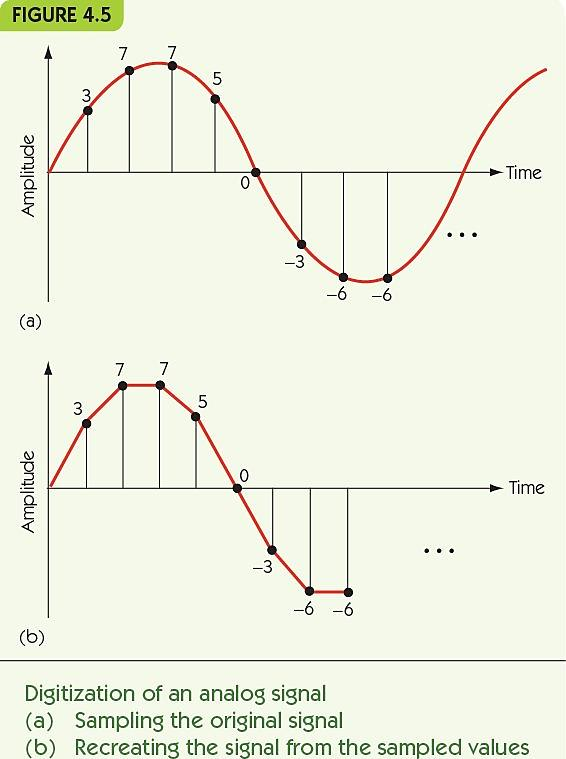 FIGURE 4.5
7 7
3 5
Amplitude
0
Time
−3
−6 −6
...
(a)
7 7
3 5
Amplitude
0
Time
−3
−6 −6
...
(b)
Digitization of an analog signal
(a) Sampling the original signal
(b) Recreating the signal from the sampled values